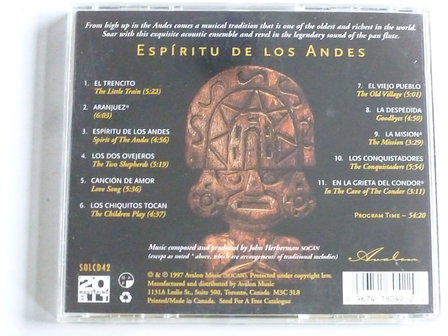 From high up in the Andes comes a musical tradition that is one of the oldest and richest in the world.
Soar with this exquisite acoustic ensemble and revel in the legendary sound of the pan flute.
ESPÍRITU DE LOS ANDES
1. EL TRENCITO
The Little Train (5:22)
2. ARANJUEZ*
(6:03)
3. ESPÍRITU DE LOS ANDES
Spirit of The Andes (4:56)
4. LOS DOS OVEJEROS
The Two Shepherds (5:19)
5. CANCIÓN DE AMOR
Love Song (5:36)
6. LOS CHIQUITOS TOCAN
The Children Play (4:37)
7. EL VIEJO PUEBLO
The Old Village (5:01)
8. LA DESPEDIDA
Goodbyes (4:50)
9. LA MISION*
The Mission (3:29)
10. LOS CONQUISTADORES
The Conquistadors (5:54)
11. EN LA GRIETA DEL CONDOR*
In The Cave of The Condor (3:11)
PROGRAM TIME – 54:20
Music composed and produced by John Herberman SOCAN
(except as noted * above, which are arrangements of traditional melodies)
Avalon
SOLCD42
20 BIT
© & ℗ 1997 Avalon Music (SOCAN). Protected under copyright law.
Manufactured and distributed by Avalon Music
1131A Leslie St., Suite 500, Toronto, Canada M3C 3L8
Printed/Made in Canada. Send For A Free Catalogue